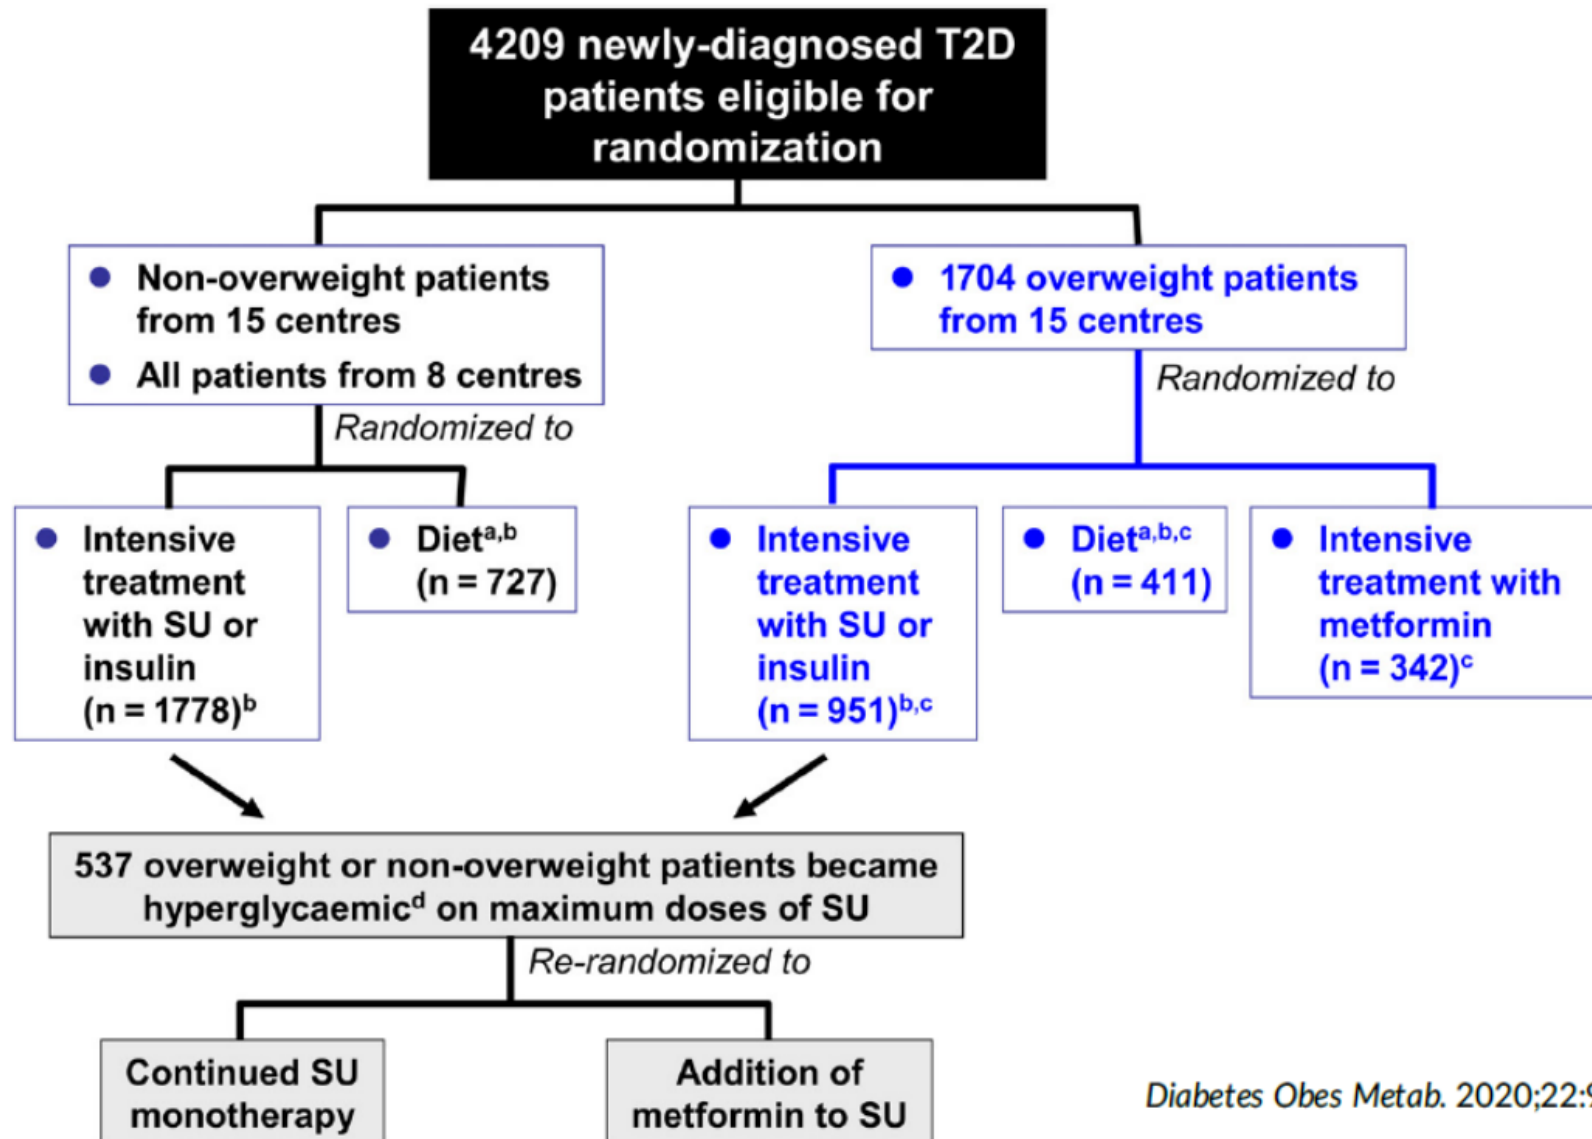 4209 newly-diagnosed T2D
patients eligible for
randomization
● Non-overweight patients
from 15 centres
● All patients from 8 centres
● 1704 overweight patients
from 15 centres
Randomized to
Randomized to
● Intensive
treatment
with SU or
insulin
(n = 1778)ᵇ
● Dietᵃ,ᵇ
(n = 727)
● Intensive
treatment
with SU or
insulin
(n = 951)ᵇ,ᶜ
● Dietᵃ,ᵇ,ᶜ
(n = 411)
● Intensive
treatment with
metformin
(n = 342)ᶜ
537 overweight or non-overweight patients became
hyperglycaemicᵈ on maximum doses of SU
Re-randomized to
Continued SU
monotherapy
Addition of
metformin to SU
Diabetes Obes Metab. 2020;22: